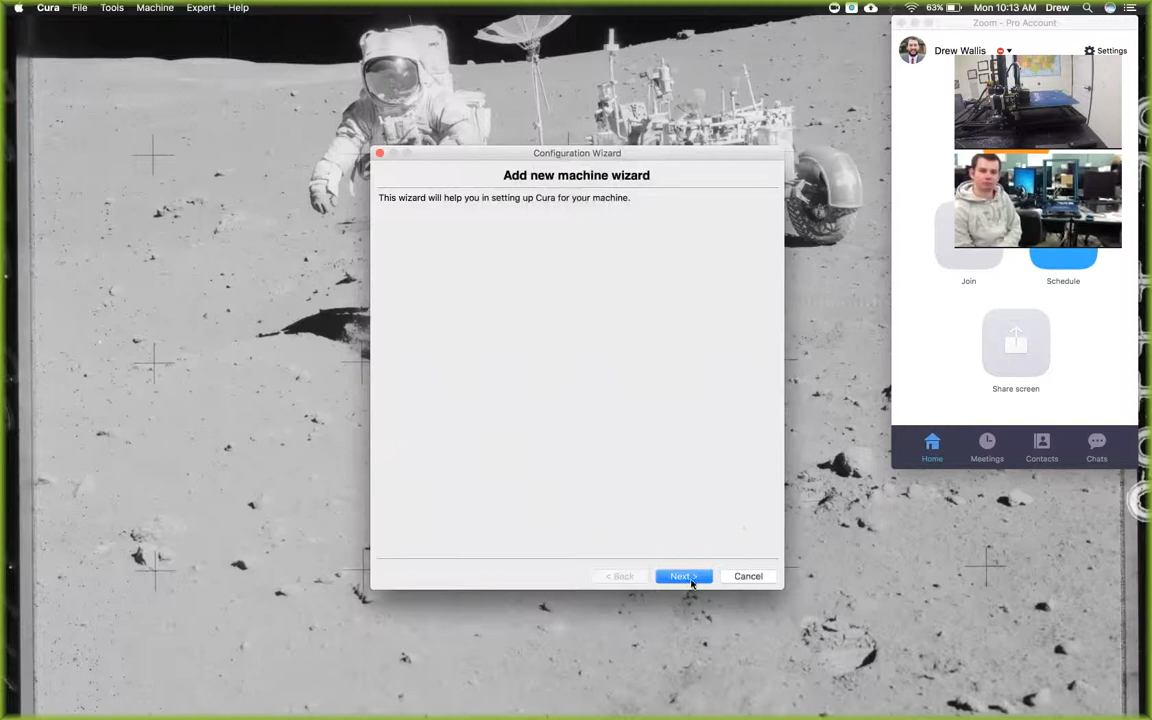 Cura File Tools Machine Expert Help
63% Mon 10:13 AM Drew
Zoom - Pro Account
Drew Wallis
Settings
Configuration Wizard
Add new machine wizard
This wizard will help you in setting up Cura for your machine.
Join
Schedule
Share screen
Home
Meetings
Contacts
Chats
< Back
Next >
Cancel